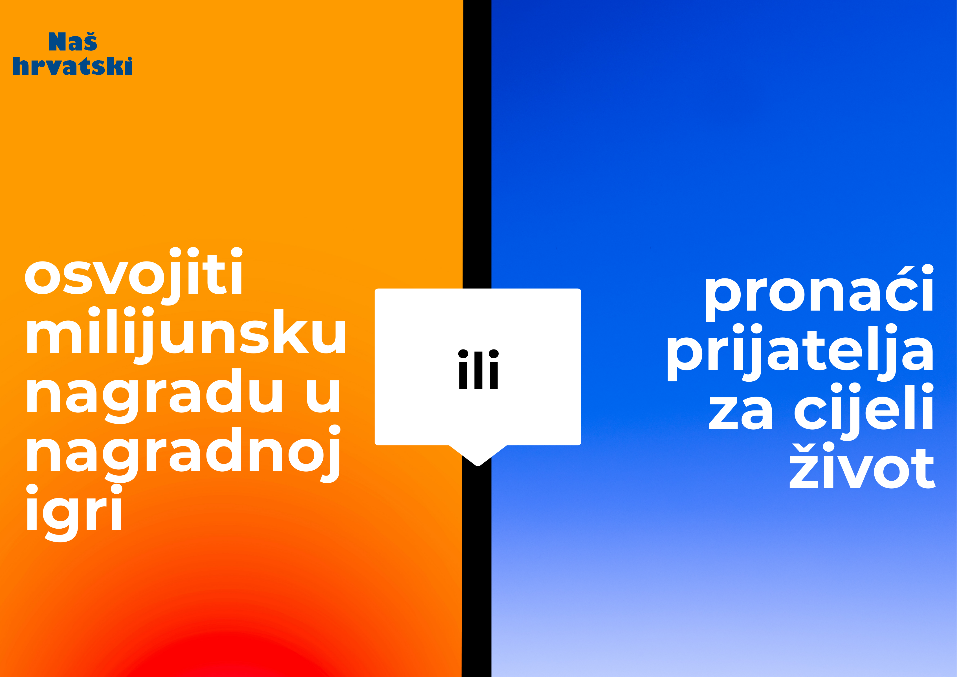 Naš
hrvatski
osvojiti
milijunsku
nagradu u
nagradnoj
igri
ili
pronaći
prijatelja
za cijeli
život